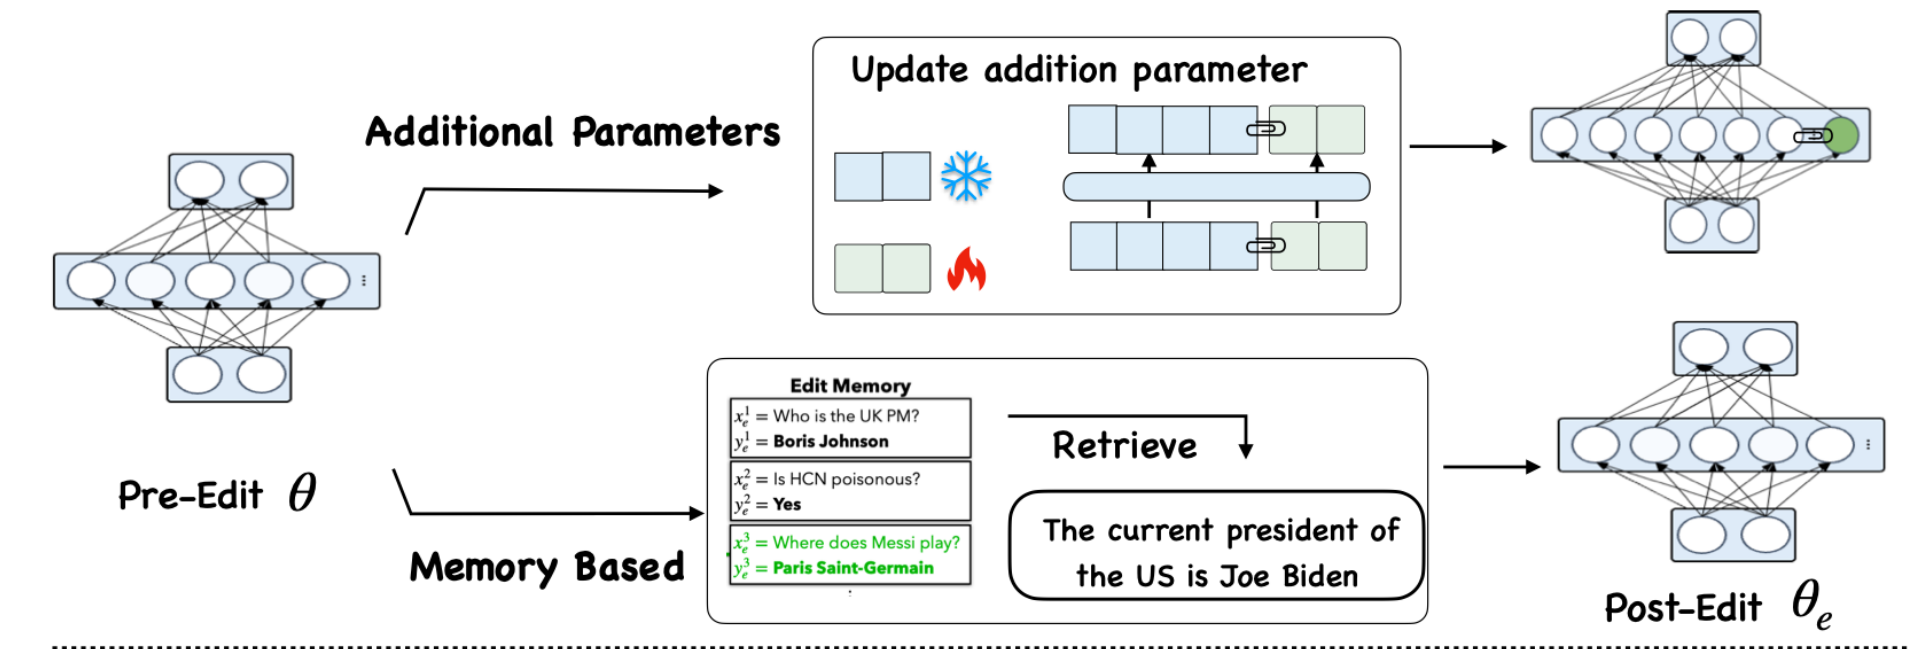 Update addition parameter
Additional Parameters
Edit Memory
x_e^1 = Who is the UK PM?
y_e^1 = Boris Johnson
x_e^2 = Is HCN poisonous?
y_e^2 = Yes
x_e^3 = Where does Messi play?
y_e^3 = Paris Saint-Germain
Retrieve
The current president of
the US is Joe Biden
Pre-Edit θ
Memory Based
Post-Edit θ_e